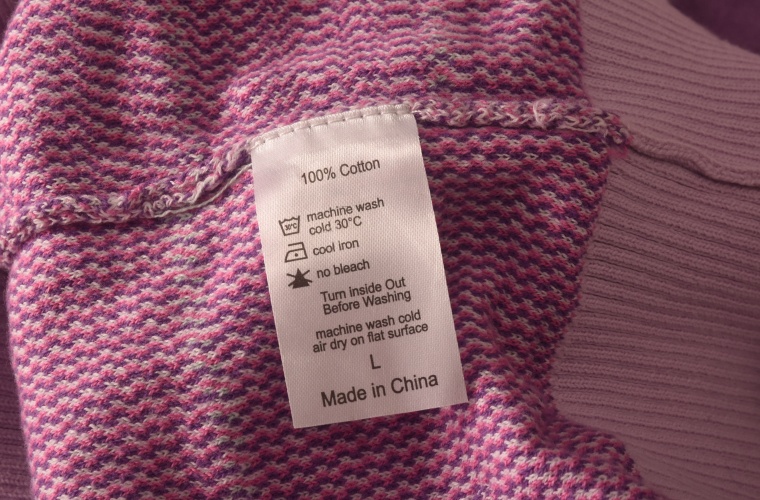 100% Cotton
30°C
machine wash
cold 30°C
cool iron
no bleach
Turn inside Out
Before Washing
machine wash cold
air dry on flat surface
L
Made in China